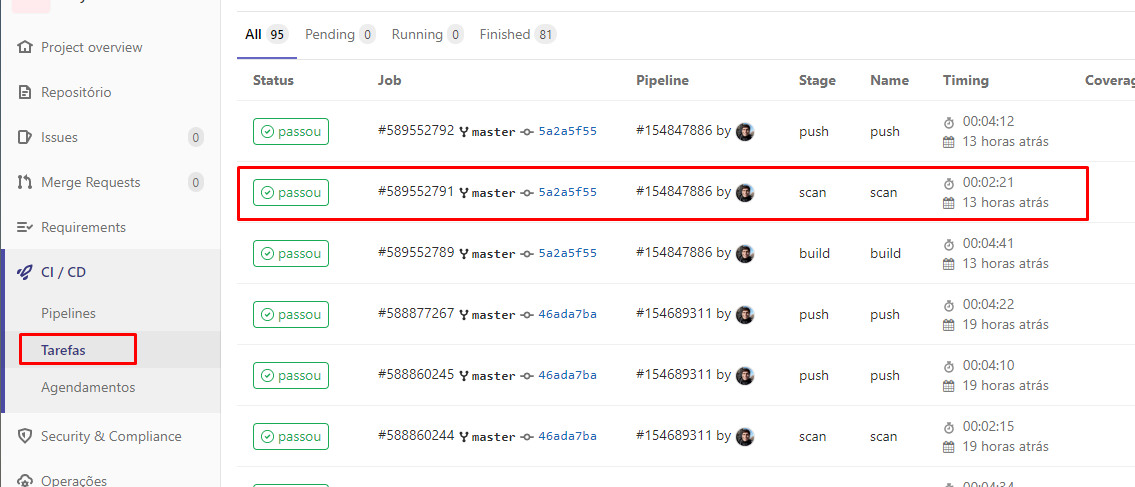 Project overview
Repositório
Issues 0
Merge Requests 0
Requirements
CI / CD
Pipelines
Tarefas
Agendamentos
Security & Compliance
Operações
All 95 Pending 0 Running 0 Finished 81
Status Job Pipeline Stage Name Timing Coverag
passou #589552792 master 5a2a5f55 #154847886 by push push 00:04:12
13 horas atrás
passou #589552791 master 5a2a5f55 #154847886 by scan scan 00:02:21
13 horas atrás
passou #589552789 master 5a2a5f55 #154847886 by build build 00:04:41
13 horas atrás
passou #588877267 master 46ada7ba #154689311 by push push 00:04:22
19 horas atrás
passou #588860245 master 46ada7ba #154689311 by push push 00:04:10
19 horas atrás
passou #588860244 master 46ada7ba #154689311 by scan scan 00:02:15
19 horas atrás